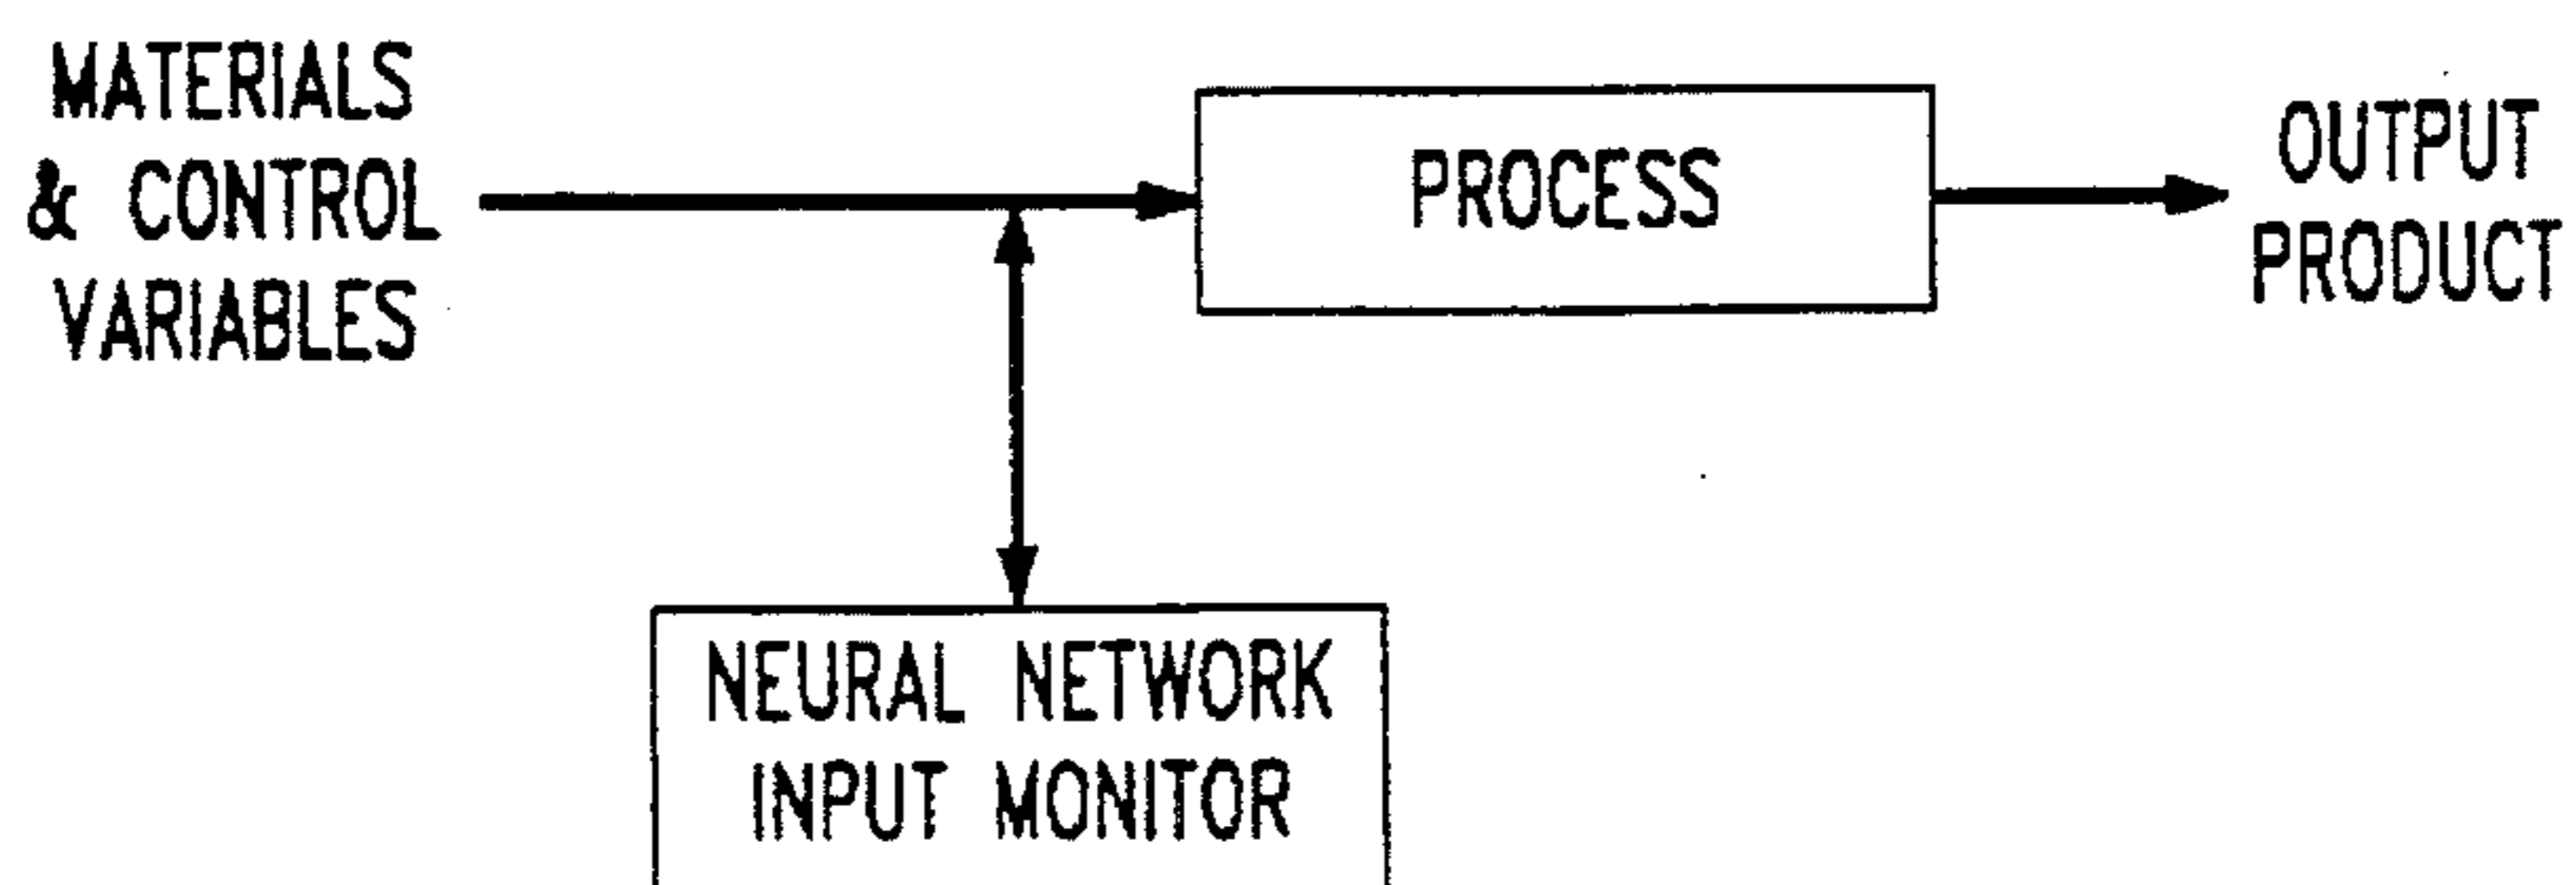 MATERIALS
& CONTROL
VARIABLES
PROCESS
OUTPUT
PRODUCT
NEURAL NETWORK
INPUT MONITOR